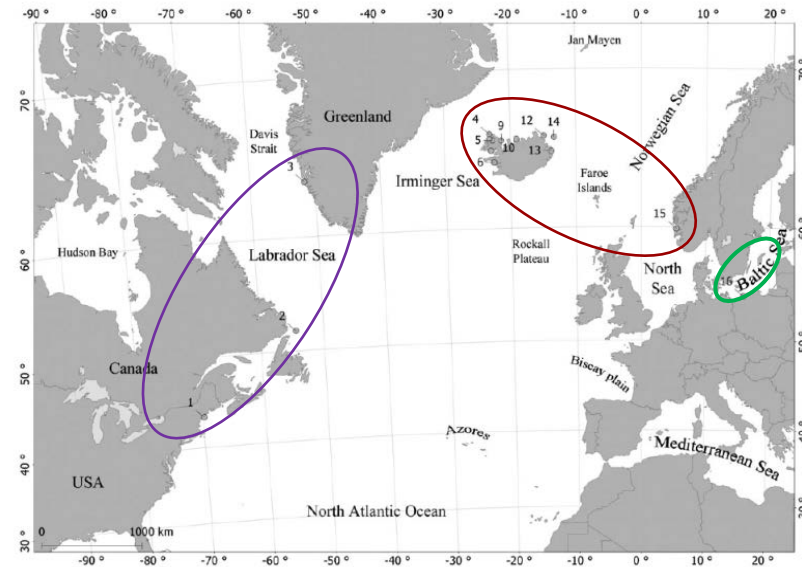 -90 ° -80 ° -70 ° -60 ° -50 ° -40 ° -30 ° -20 ° -10 ° 0 ° 10 ° 20 °
Jan Mayen
70 °
Greenland
Davis
Strait
3
4 9 12 14
5 10 13
6
Norwegian Sea
Irminger Sea
Faroe
Islands
15
Hudson Bay
60 °
Labrador Sea
Rockall
Plateau
North
Sea
16
Baltic Sea
2
Canada
50 °
1
Biscay plain
Azores
Mediterranean Sea
40 °
USA
North Atlantic Ocean
0 1000 km
30 °
-90 ° -80 ° -70 ° -60 ° -50 ° -40 ° -30 ° -20 ° -10 ° 0 ° 10 ° 20 °